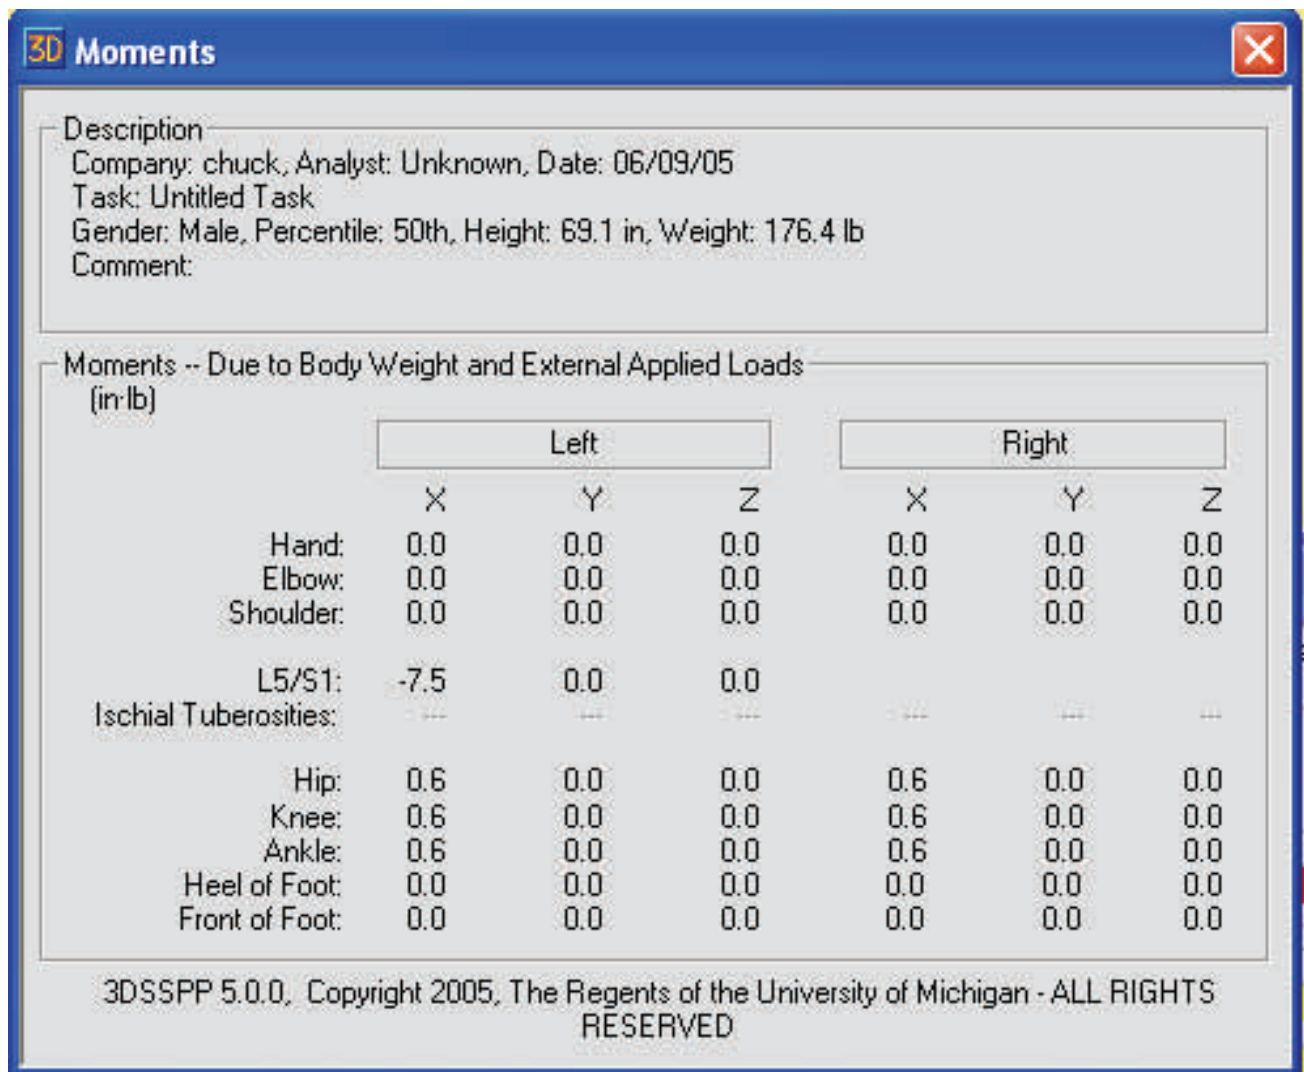 3D Moments
Description
Company: chuck, Analyst: Unknown, Date: 06/09/05
Task: Untitled Task
Gender: Male, Percentile: 50th, Height: 69.1 in, Weight: 176.4 lb
Comment:
Moments -- Due to Body Weight and External Applied Loads
(in·lb)
Left Right
X Y Z X Y Z
Hand: 0.0 0.0 0.0 0.0 0.0 0.0
Elbow: 0.0 0.0 0.0 0.0 0.0 0.0
Shoulder: 0.0 0.0 0.0 0.0 0.0 0.0
L5/S1: -7.5 0.0 0.0
Ischial Tuberosities: --- --- --- --- --- ---
Hip: 0.6 0.0 0.0 0.6 0.0 0.0
Knee: 0.6 0.0 0.0 0.6 0.0 0.0
Ankle: 0.6 0.0 0.0 0.6 0.0 0.0
Heel of Foot: 0.0 0.0 0.0 0.0 0.0 0.0
Front of Foot: 0.0 0.0 0.0 0.0 0.0 0.0
3DSSPP 5.0.0, Copyright 2005, The Regents of the University of Michigan - ALL RIGHTS
RESERVED